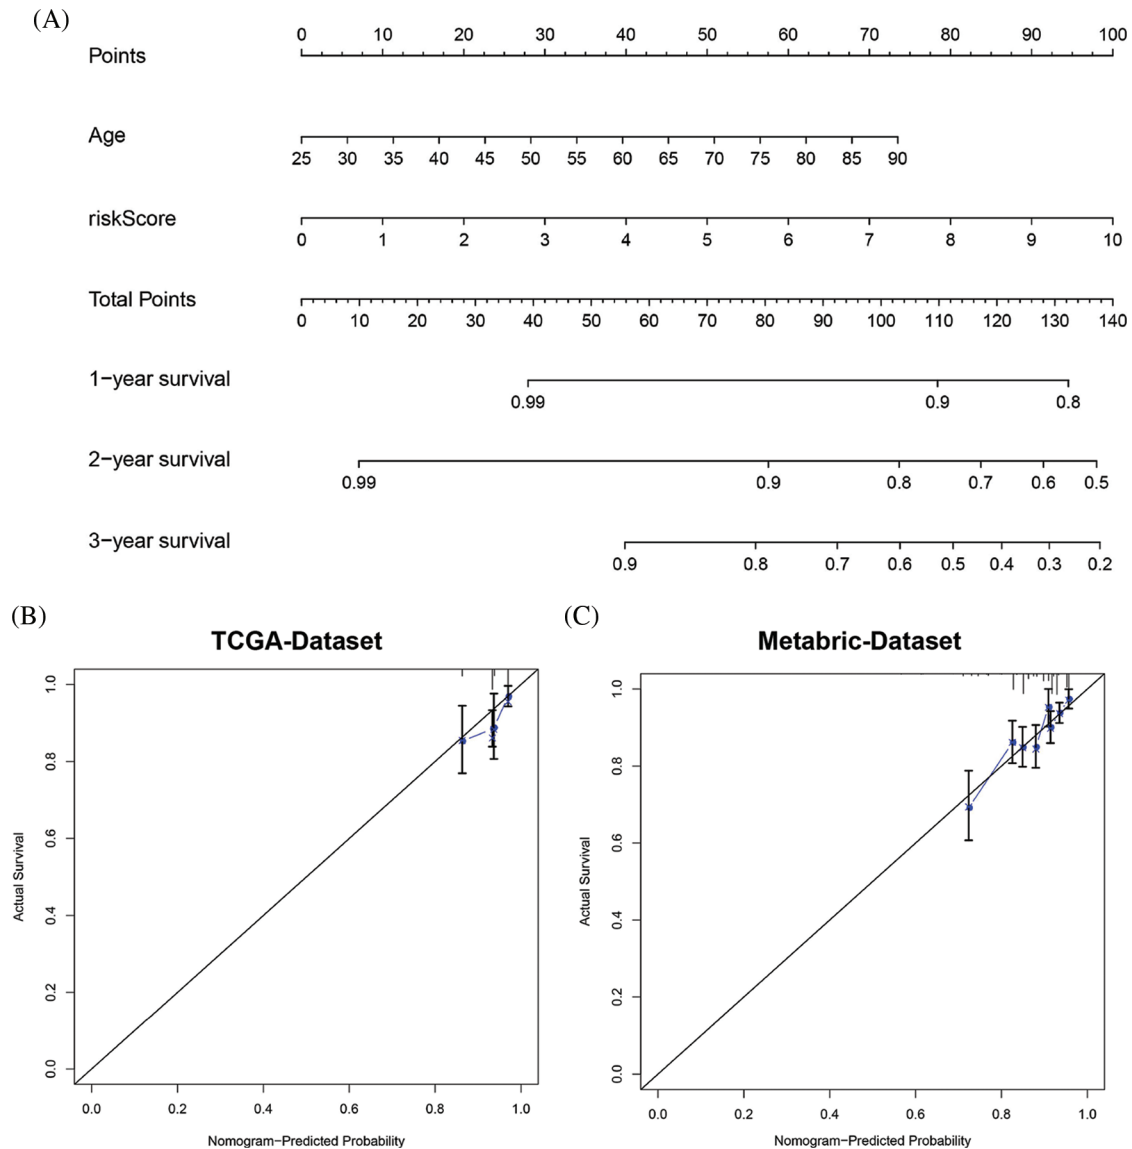 (A)
0 10 20 30 40 50 60 70 80 90 100
Points
Age
25 30 35 40 45 50 55 60 65 70 75 80 85 90
riskScore
0 1 2 3 4 5 6 7 8 9 10
Total Points
0 10 20 30 40 50 60 70 80 90 100 110 120 130 140
1−year survival
0.99 0.9 0.8
2−year survival
0.99 0.9 0.8 0.7 0.6 0.5
3−year survival
0.9 0.8 0.7 0.6 0.5 0.4 0.3 0.2
(B)
TCGA-Dataset
Actual Survival
1.0
0.8
0.6
0.4
0.2
0.0
0.0 0.2 0.4 0.6 0.8 1.0
Nomogram−Predicted Probability
(C)
Metabric-Dataset
Actual Survival
1.0
0.8
0.6
0.4
0.2
0.0
0.0 0.2 0.4 0.6 0.8 1.0
Nomogram−Predicted Probability